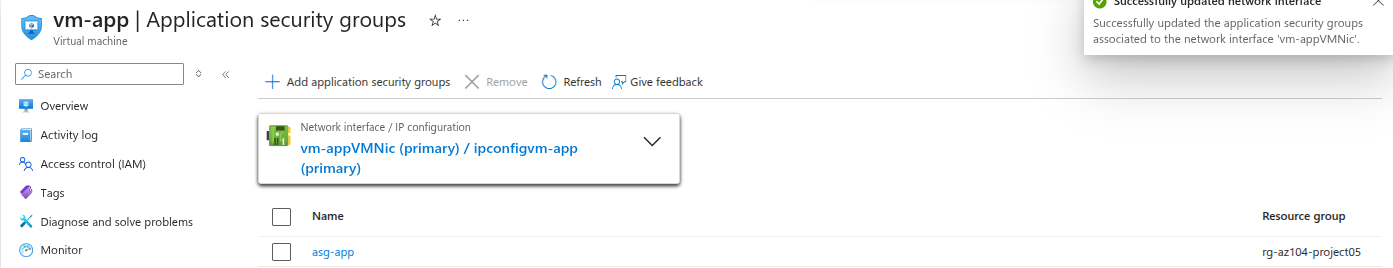 vm-app | Application security groups
Virtual machine
Successfully updated network interface
Successfully updated the application security groups
associated to the network interface 'vm-appVMNic'.
Search
Add application security groups
Remove
Refresh
Give feedback
Overview
Activity log
Access control (IAM)
Tags
Diagnose and solve problems
Monitor
Network interface / IP configuration
vm-appVMNic (primary) / ipconfigvm-app
(primary)
Name
Resource group
asg-app
rg-az104-project05